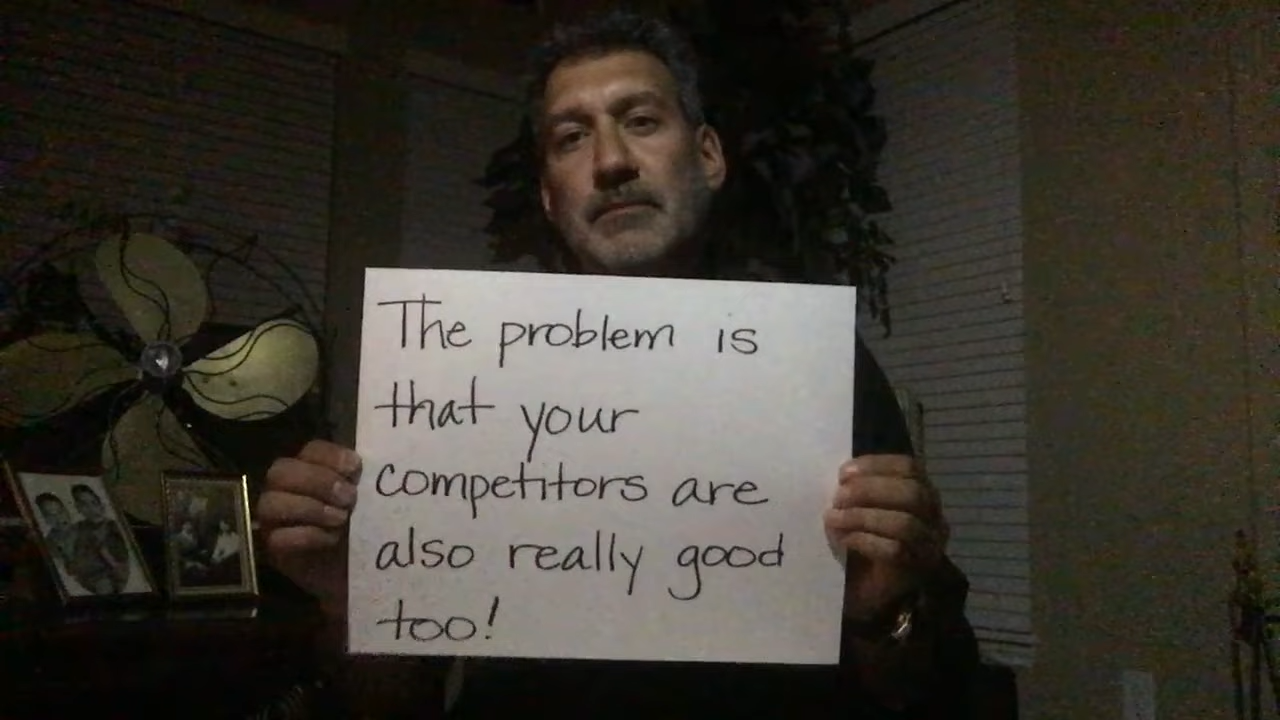 The problem is
that your
competitors are
also really good
too!